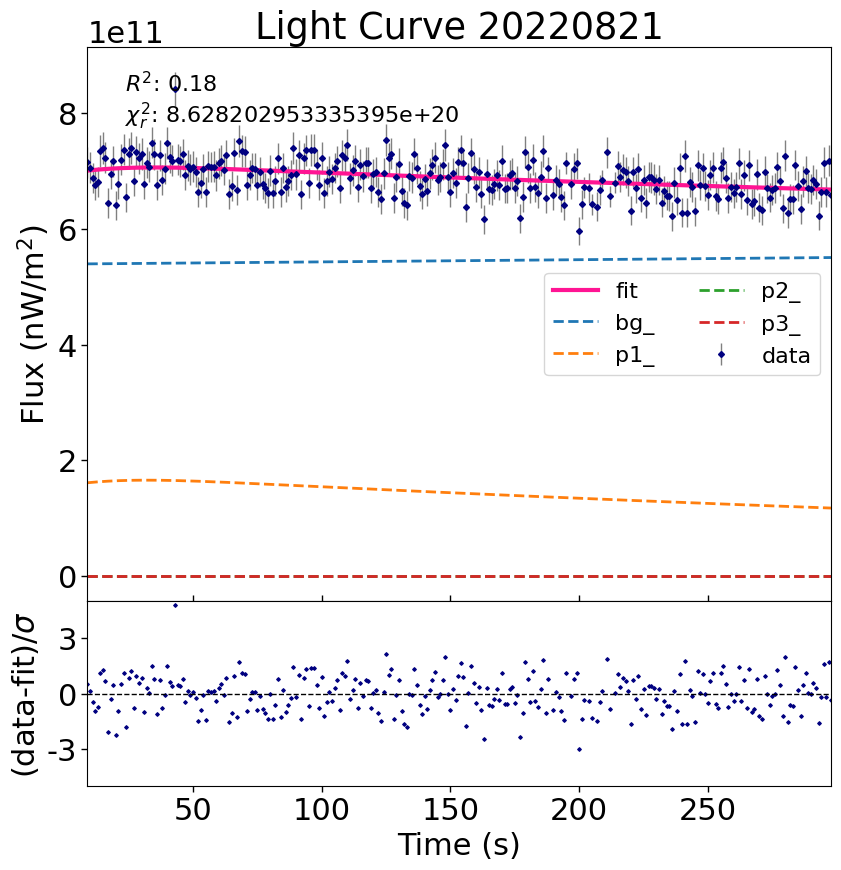 Light Curve 20220821
1e11
R²: 0.18
χ²ᵣ: 8.628202953335395e+20
Flux (nW/m²)
8
6
4
2
0
fit
bg_
p1_
p2_
p3_
data
(data-fit)/σ
3
0
-3
50 100 150 200 250
Time (s)